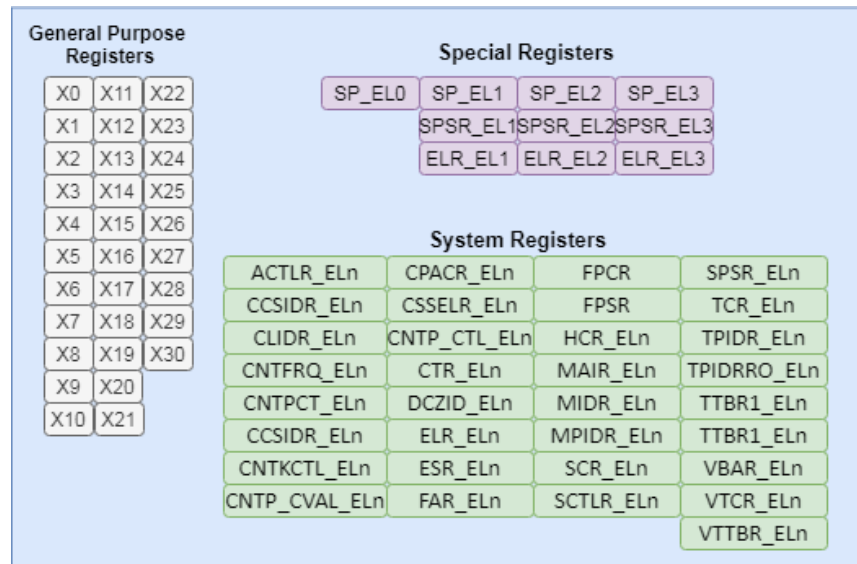 General Purpose
Registers
X0 X11 X22
X1 X12 X23
X2 X13 X24
X3 X14 X25
X4 X15 X26
X5 X16 X27
X6 X17 X28
X7 X18 X29
X8 X19 X30
X9 X20
X10 X21
Special Registers
SP_EL0 SP_EL1 SP_EL2 SP_EL3
SPSR_EL1 SPSR_EL2 SPSR_EL3
ELR_EL1 ELR_EL2 ELR_EL3
System Registers
ACTLR_ELn CPACR_ELn FPCR SPSR_ELn
CCSIDR_ELn CSSELR_ELn FPSR TCR_ELn
CLIDR_ELn CNTP_CTL_ELn HCR_ELn TPIDR_ELn
CNTFRQ_ELn CTR_ELn MAIR_ELn TPIDRRO_ELn
CNTPCT_ELn DCZID_ELn MIDR_ELn TTBR1_ELn
CCSIDR_ELn ELR_ELn MPIDR_ELn TTBR1_ELn
CNTKCTL_ELn ESR_ELn SCR_ELn VBAR_ELn
CNTP_CVAL_ELn FAR_ELn SCTLR_ELn VTCR_ELn
VTTBR_ELn